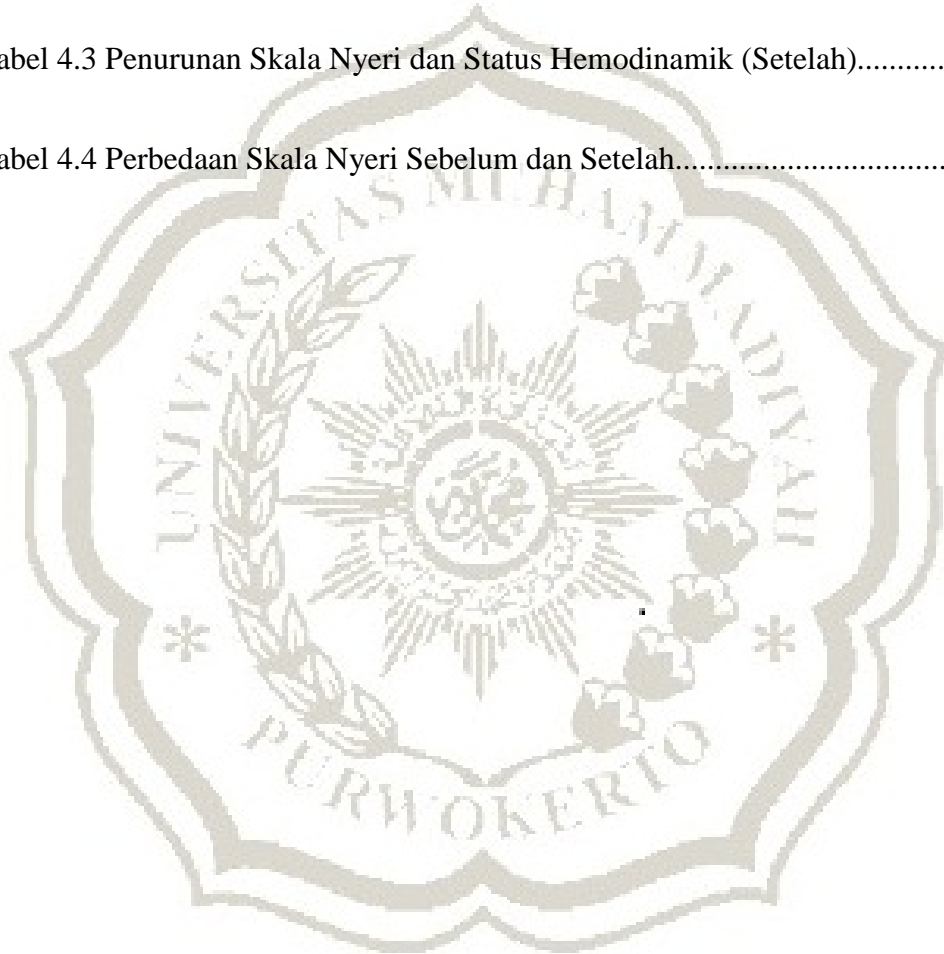 abel 4.3 Penurunan Skala Nyeri dan Status Hemodinamik (Setelah)...........
abel 4.4 Perbedaan Skala Nyeri Sebelum dan Setelah..................................
UNIVERSITAS MUHAMMADIYAH
* PURWOKERTO *